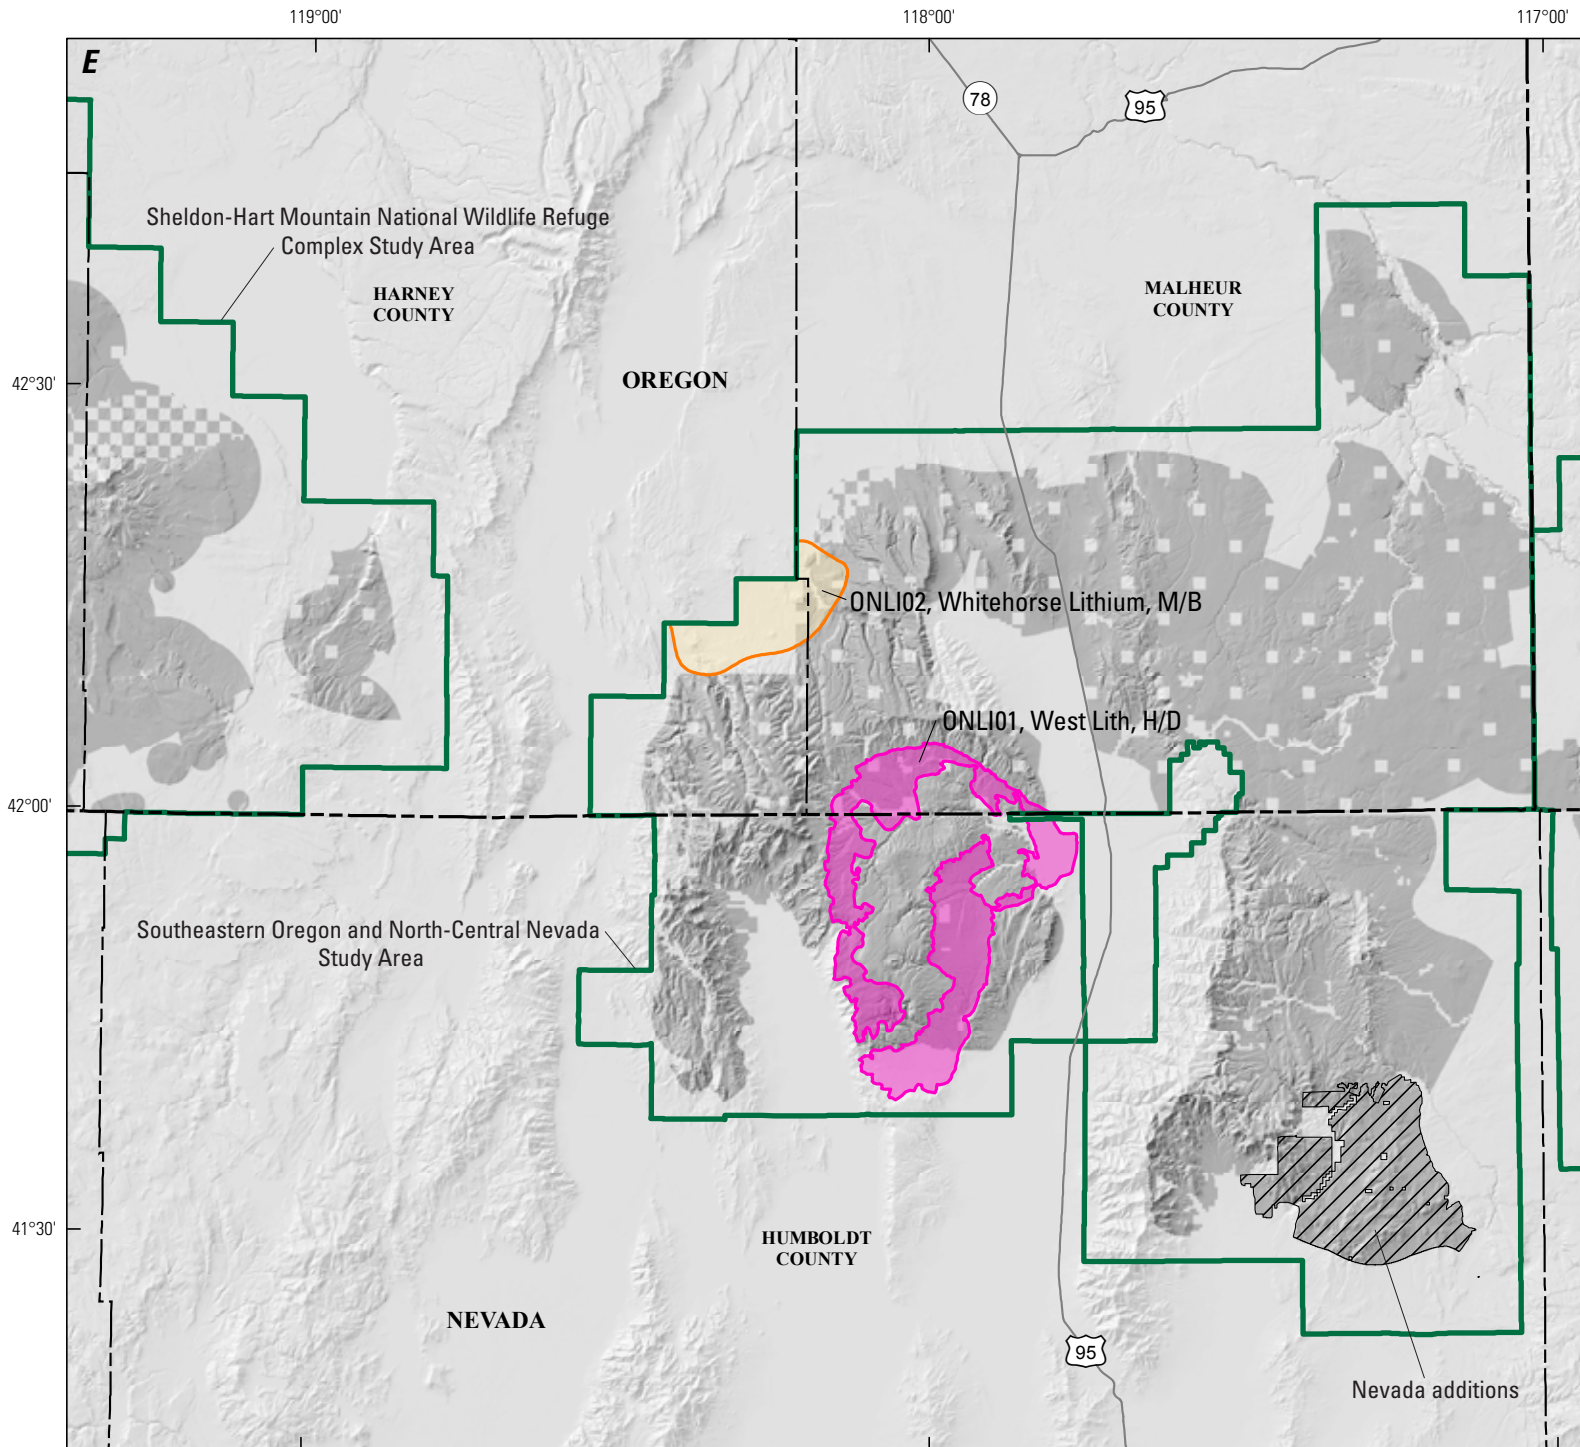 119°00'
118°00'
117°00'
E
78
95
Sheldon-Hart Mountain National Wildlife Refuge
Complex Study Area
HARNEY
COUNTY
MALHEUR
COUNTY
42°30'
OREGON
ONLI02, Whitehorse Lithium, M/B
ONLI01, West Lith, H/D
42°00'
Southeastern Oregon and North-Central Nevada
Study Area
41°30'
HUMBOLDT
COUNTY
NEVADA
95
Nevada additions